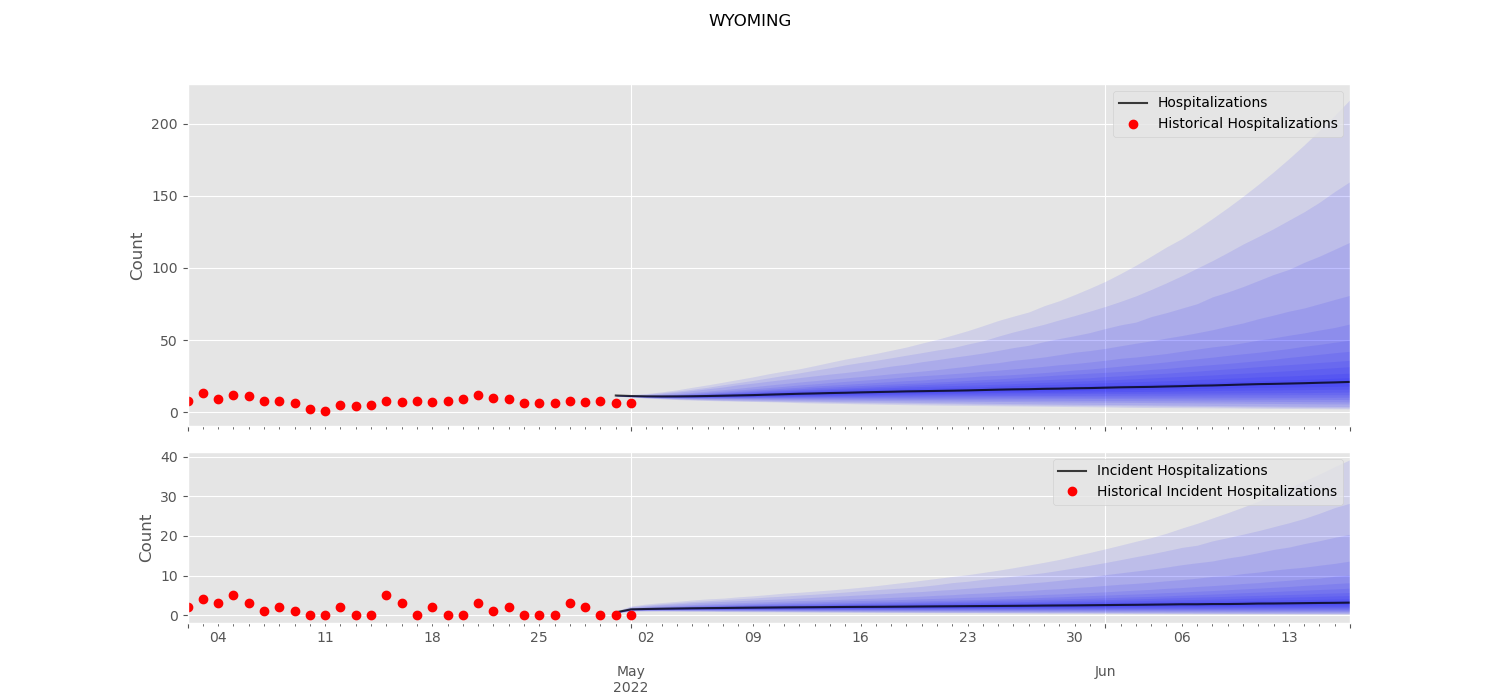 WYOMING
Hospitalizations
Historical Hospitalizations
200
150
100
50
0
Count
Incident Hospitalizations
Historical Incident Hospitalizations
40
30
20
10
0
Count
04 11 18 25 02 09 16 23 30 06 13
May Jun
2022